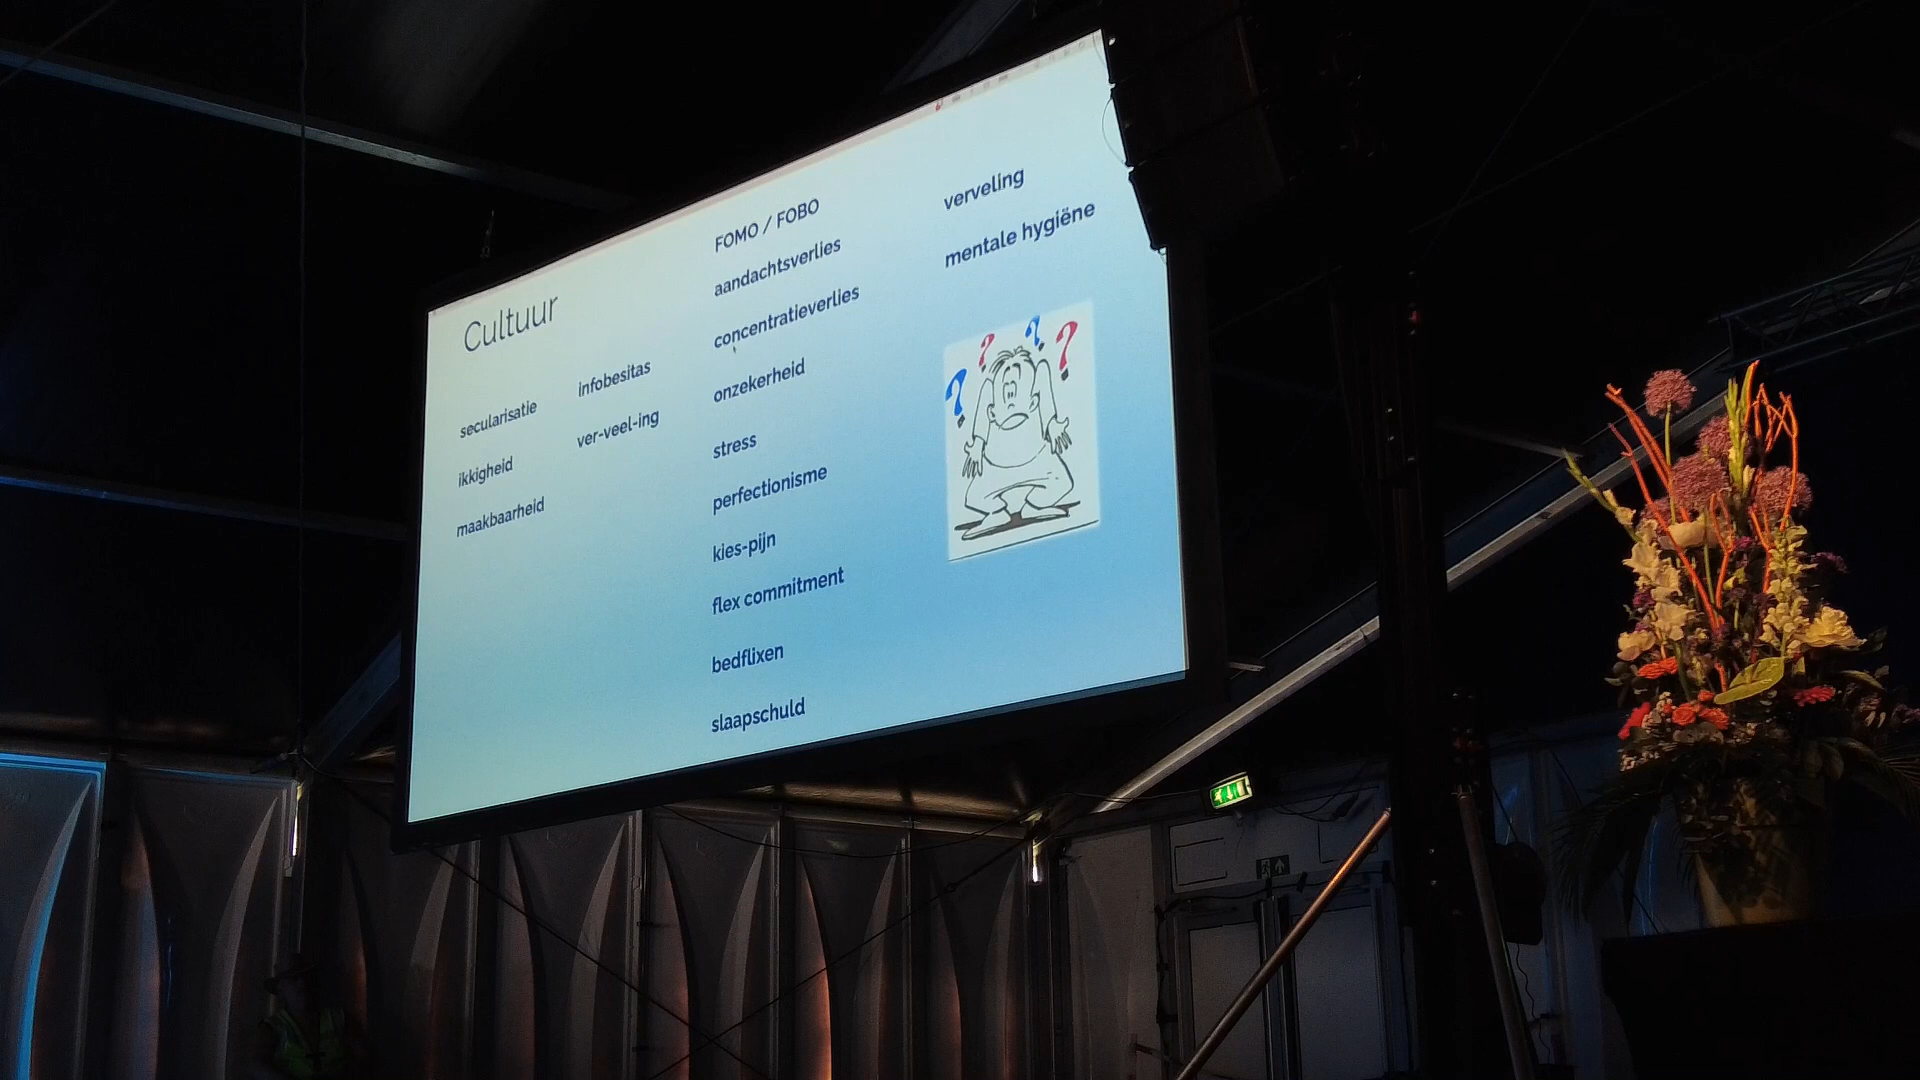 Cultuur
secularisatie
ikkigheid
maakbaarheid
infobesitas
ver-veel-ing
FOMO / FOBO
aandachtsverlies
concentratieverlies
onzekerheid
stress
perfectionisme
kies-pijn
flex commitment
bedflixen
slaapschuld
verveling
mentale hygiëne
? ? ? ?